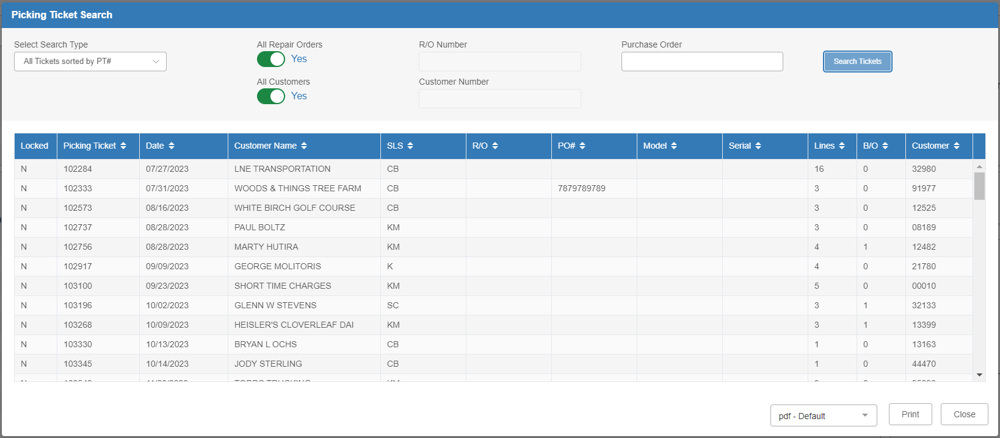 Picking Ticket Search
Select Search Type
All Tickets sorted by PT#
All Repair Orders
Yes
All Customers
Yes
R/O Number
Customer Number
Purchase Order
Search Tickets
Locked Picking Ticket Date Customer Name SLS R/O PO# Model Serial Lines B/O Customer
N 102284 07/27/2023 LNE TRANSPORTATION CB 16 0 32980
N 102333 07/31/2023 WOODS & THINGS TREE FARM CB 7879789789 3 0 91977
N 102573 08/16/2023 WHITE BIRCH GOLF COURSE CB 3 0 12525
N 102737 08/28/2023 PAUL BOLTZ KM 3 0 08189
N 102756 08/28/2023 MARTY HUTIRA KM 4 1 12482
N 102917 09/09/2023 GEORGE MOLITORIS K 4 0 21780
N 103100 09/23/2023 SHORT TIME CHARGES KM 5 0 00010
N 103196 10/02/2023 GLENN W STEVENS SC 3 1 32133
N 103268 10/09/2023 HEISLER'S CLOVERLEAF DAI KM 3 1 13399
N 103330 10/13/2023 BRYAN L OCHS CB 1 0 13163
N 103345 10/14/2023 JODY STERLING CB 1 0 44470
pdf - Default
Print
Close